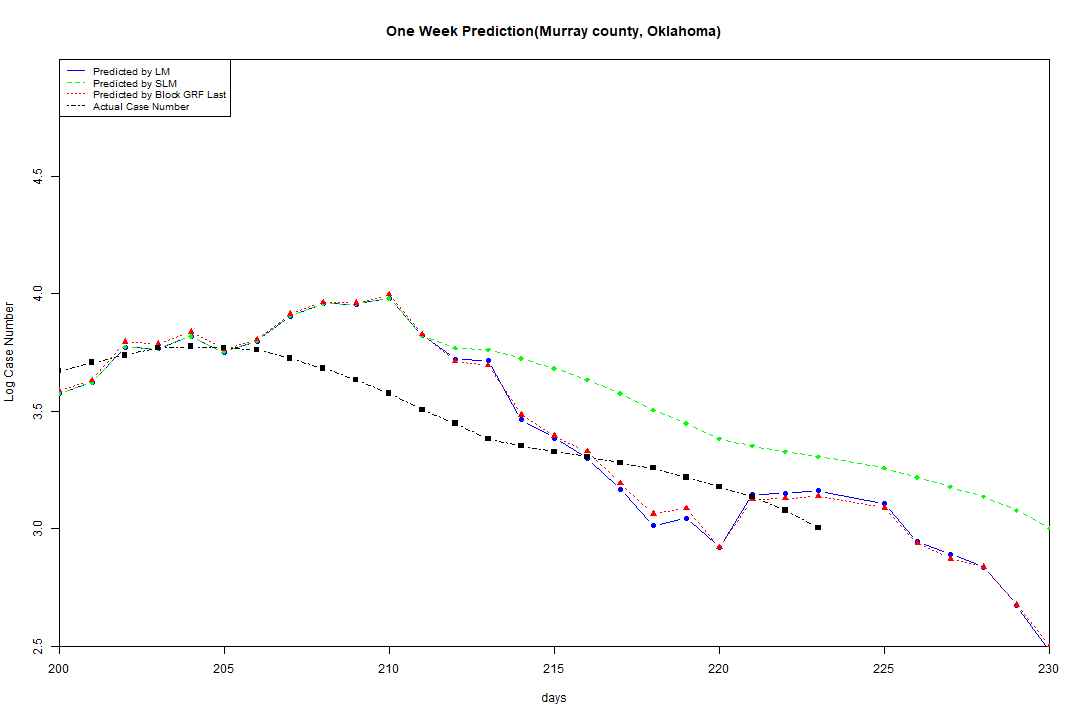 One Week Prediction(Murray county, Oklahoma)
Predicted by LM
Predicted by SLM
Predicted by Block GRF Last
Actual Case Number
4.5
4.0
3.5
3.0
2.5
Log Case Number
200 205 210 215 220 225 230
days